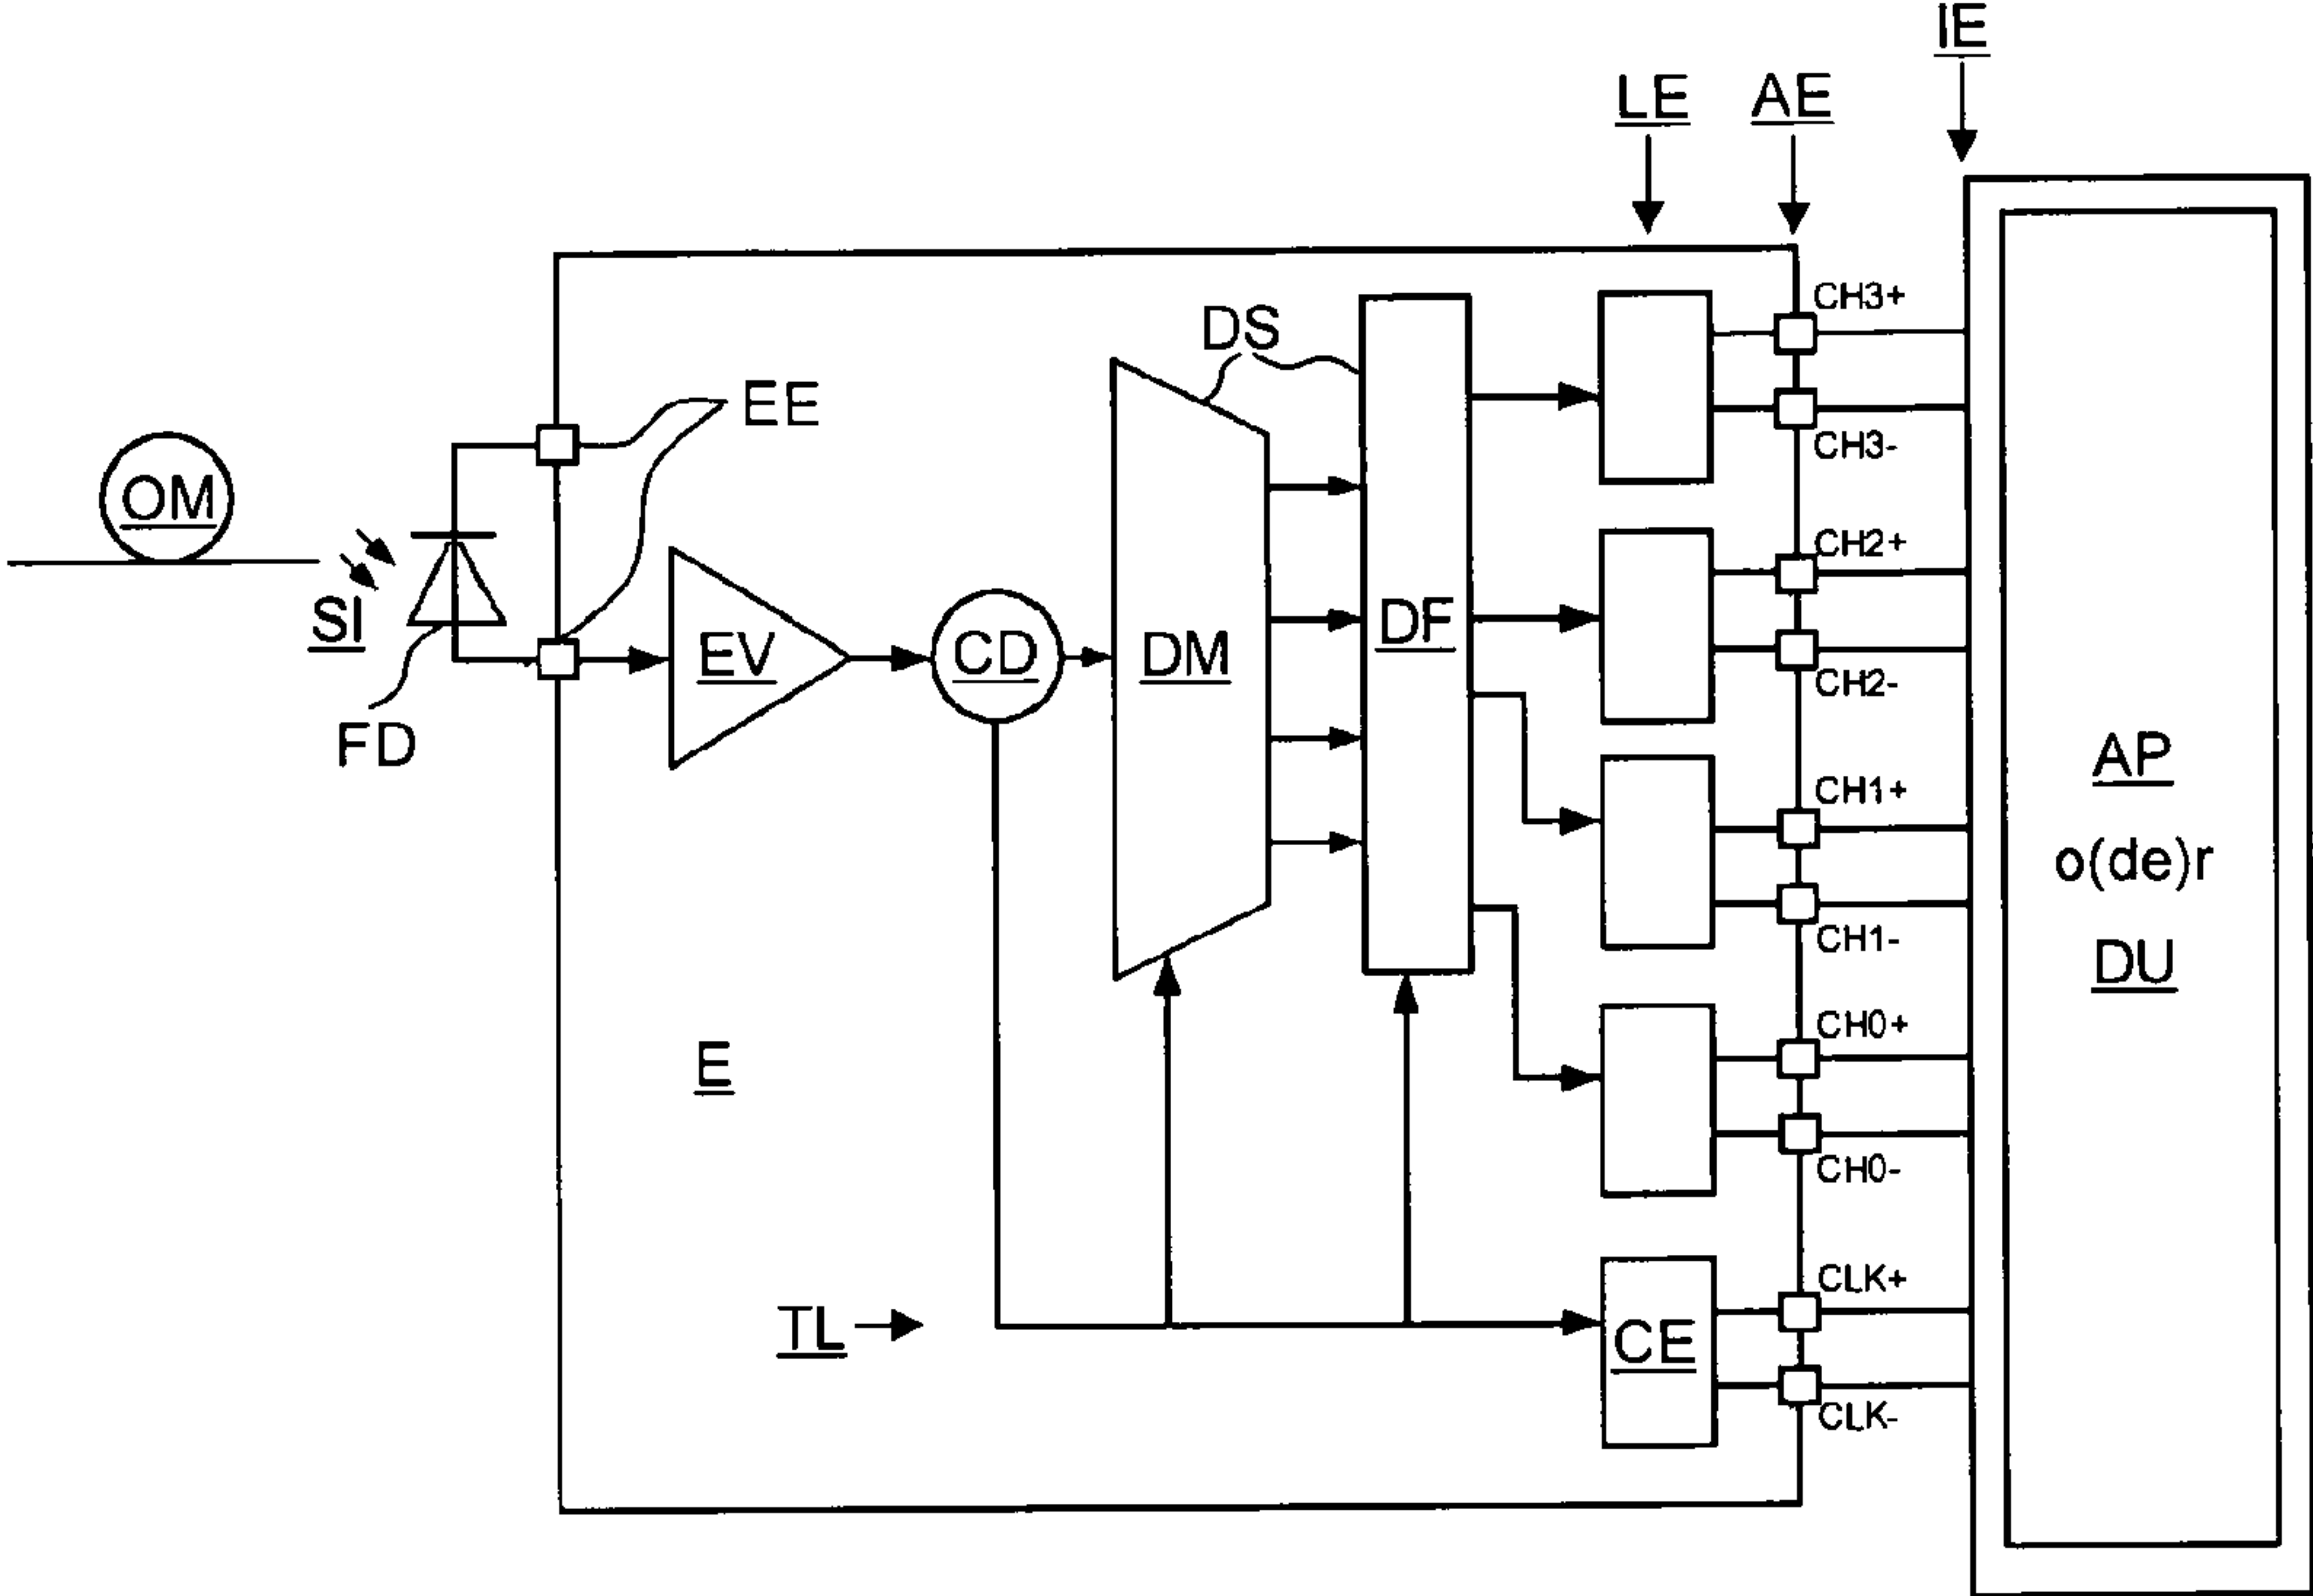 IE
LE
AE
CH3+
DS
EE
CH3-
OM
CH2+
SI
EV
CD
DM
DF
CH2-
FD
AP
CH1+
o(de)r
CH1-
DU
CH0+
E
CH0-
CLK+
TL
CE
CLK-